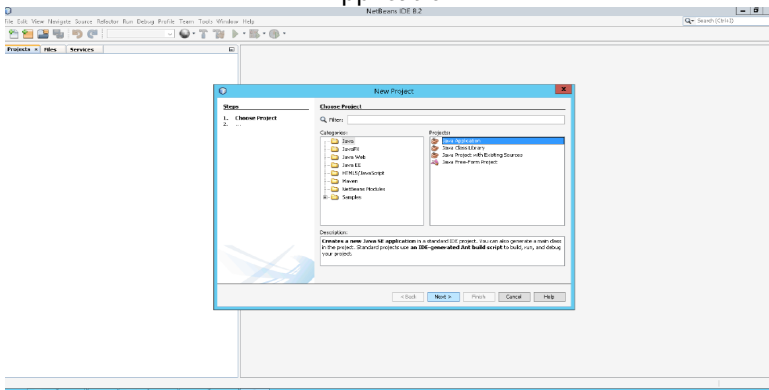 NetBeans IDE 8.2
File Edit View Navigate Source Refactor Run Debug Profile Team Tools Window Help
Search (Ctrl+I)
Projects × Files Services
New Project
Steps
1. Choose Project
2. ...
Choose Project
Filter:
Categories:
Java
JavaFX
Java Web
Java EE
HTML5/JavaScript
Maven
NetBeans Modules
Samples
Projects:
Java Application
Java Class Library
Java Project with Existing Sources
Java Free-Form Project
Description:
Creates a new Java SE application in a standard IDE project. You can also generate a main class
in the project. Standard projects use an IDE-generated Ant build script to build, run, and debug
your project.
< Back Next > Finish Cancel Help